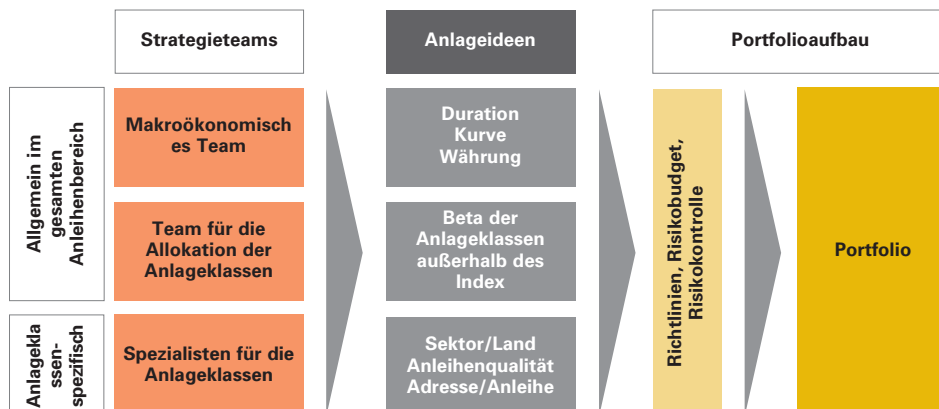 Strategieteams
Anlageideen
Portfolioaufbau
Allgemein im
gesamten
Anleihenbereich
Makroökonomisch
es Team
Duration
Kurve
Währung
Team für die
Allokation der
Anlageklassen
Beta der
Anlageklassen
außerhalb des
Index
Anlagekla
ssen-
spezifisch
Spezialisten für die
Anlageklassen
Sektor/Land
Anleihenqualität
Adresse/Anleihe
Richtlinien, Risikobudget,
Risikokontrolle
Portfolio